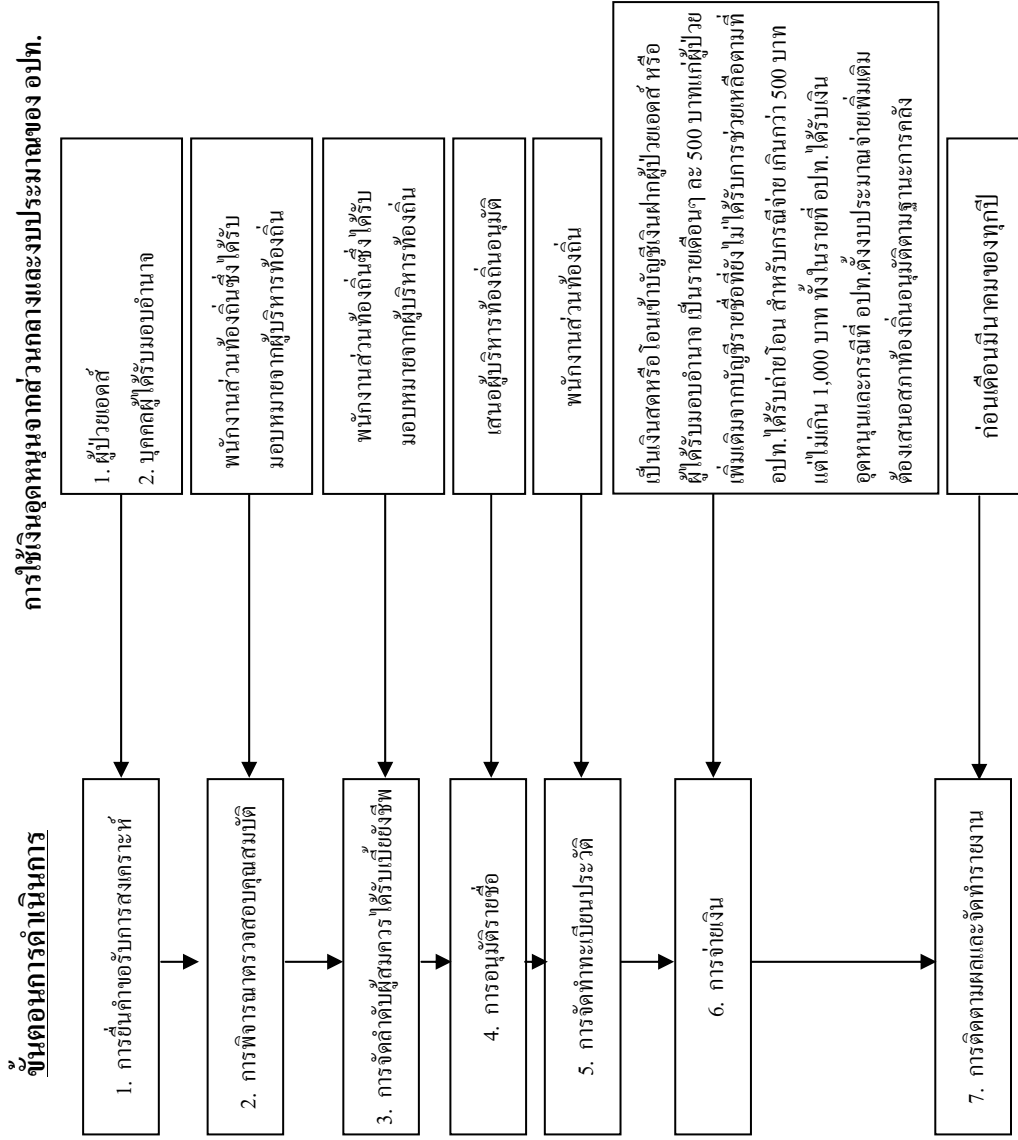 ขั้นตอนการดำเนินการ
การใช้เงินอุดหนุนจากส่วนกลางและงบประมาณของ อปท.
1. การยื่นคำขอรับการสงเคราะห์
1. ผู้ป่วยเอดส์
2. บุคคลผู้ได้รับมอบอำนาจ
2. การพิจารณาตรวจสอบคุณสมบัติ
พนักงานส่วนท้องถิ่นซึ่งได้รับ
มอบหมายจากผู้บริหารท้องถิ่น
3. การจัดลำดับผู้สมควรได้รับเบี้ยยังชีพ
พนักงานส่วนท้องถิ่นซึ่งได้รับ
มอบหมายจากผู้บริหารท้องถิ่น
4. การอนุมัติรายชื่อ
เสนอผู้บริหารท้องถิ่นอนุมัติ
5. การจัดทำทะเบียนประวัติ
พนักงานส่วนท้องถิ่น
6. การจ่ายเงิน
เป็นเงินสดหรือโอนเข้าบัญชีเงินฝากผู้ป่วยเอดส์ หรือ
ผู้ได้รับมอบอำนาจ เป็นรายเดือนๆ ละ 500 บาทแก่ผู้ป่วย
เพิ่มเติมจากบัญชีรายชื่อที่ยังไม่ได้รับการช่วยเหลือตามที่
อปท.ได้รับถ่ายโอน สำหรับกรณีจ่าย เกินกว่า 500 บาท
แต่ไม่เกิน 1,000 บาท ทั้งในรายที่ อปท.ได้รับเงิน
อุดหนุนและกรณีที่ อปท.ตั้งงบประมาณจ่ายเพิ่มเติม
ต้องเสนอสภาท้องถิ่นอนุมัติตามฐานะการคลัง
7. การติดตามผลและจัดทำรายงาน
ก่อนเดือนมีนาคมของทุกปี